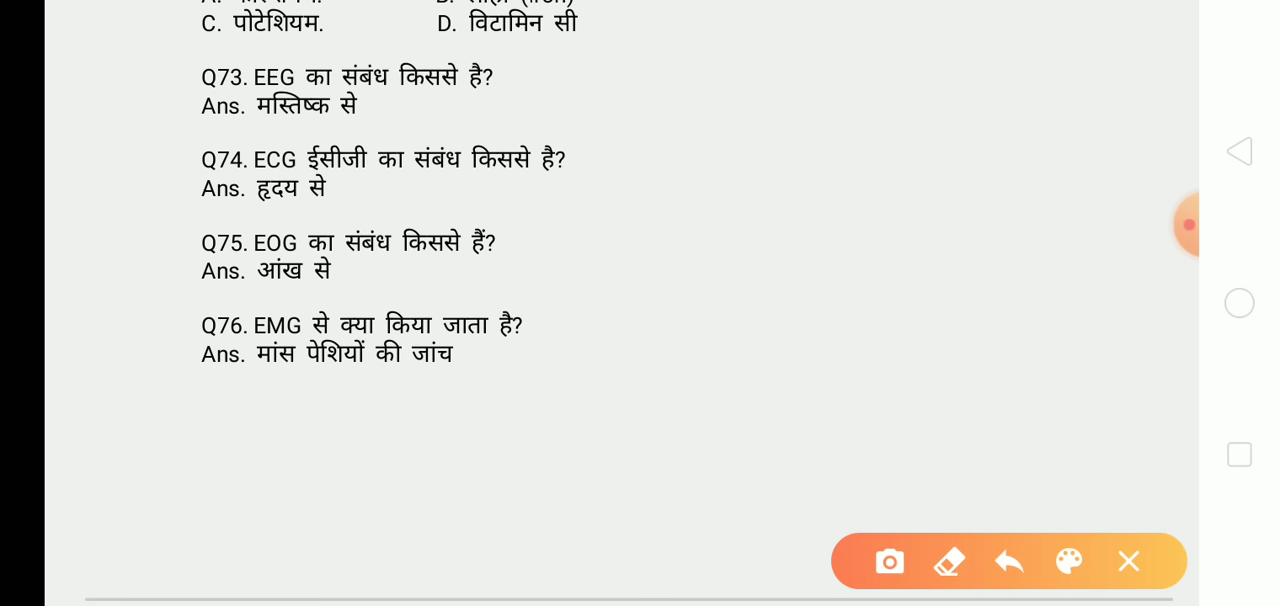 C. पोटेशियम. D. विटामिन सी
Q73. EEG का संबंध किससे है?
Ans. मस्तिष्क से
Q74. ECG ईसीजी का संबंध किससे है?
Ans. हृदय से
Q75. EOG का संबंध किससे हैं?
Ans. आंख से
Q76. EMG से क्या किया जाता है?
Ans. मांस पेशियों की जांच